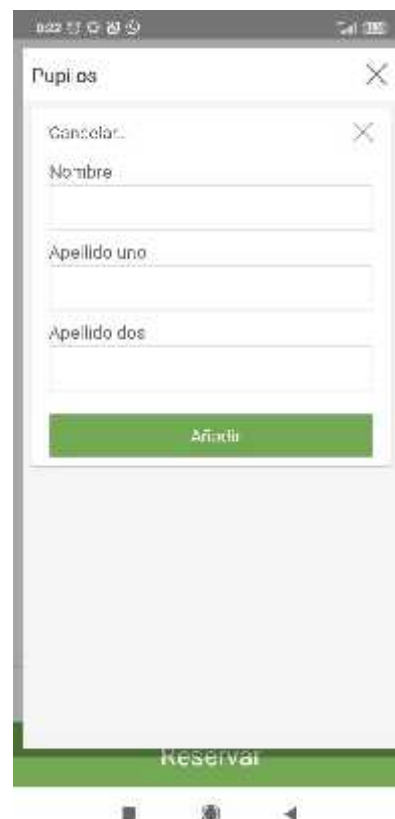 Pupilos
Cancelar..
Nombre
Apellido uno
Apellido dos
Añadir
Reservar